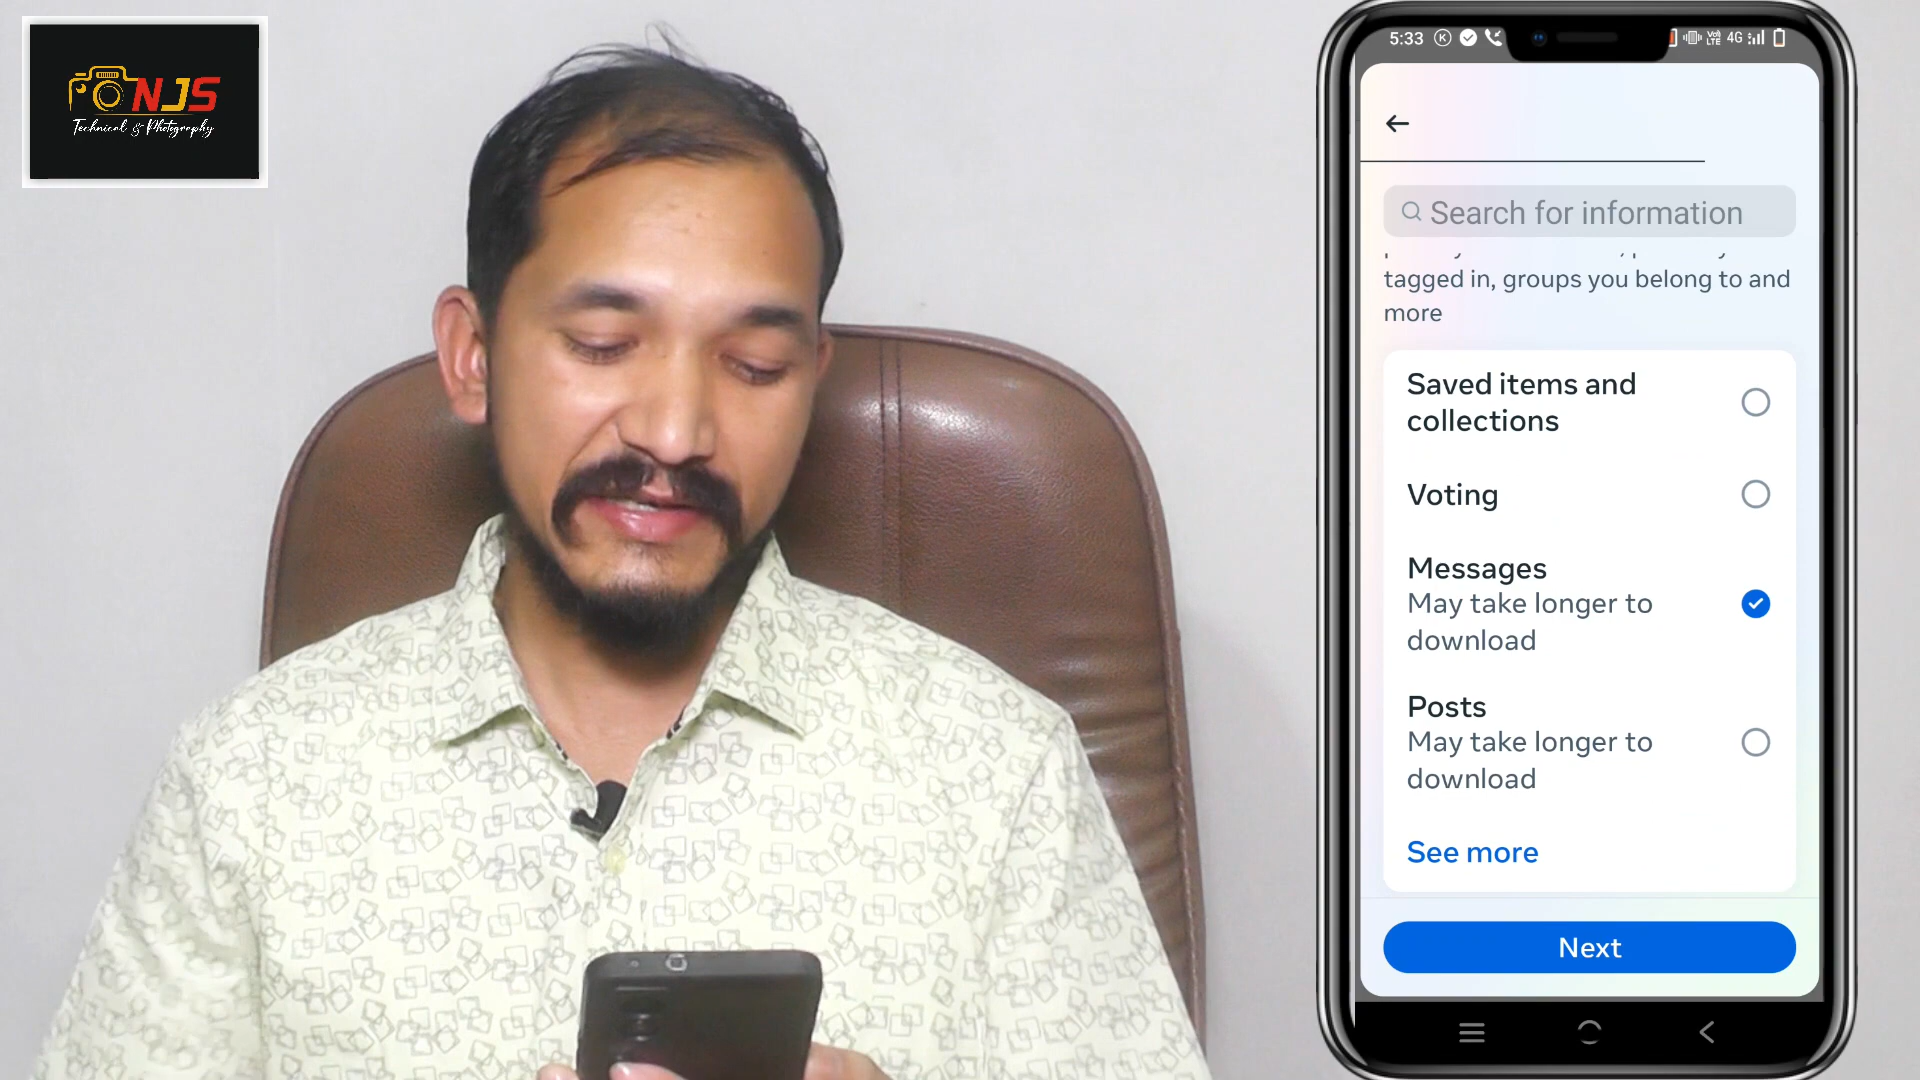 NJS
Technical & Photography
5:33
4G
Search for information
tagged in, groups you belong to and
more
Saved items and
collections
Voting
Messages
May take longer to
download
Posts
May take longer to
download
See more
Next